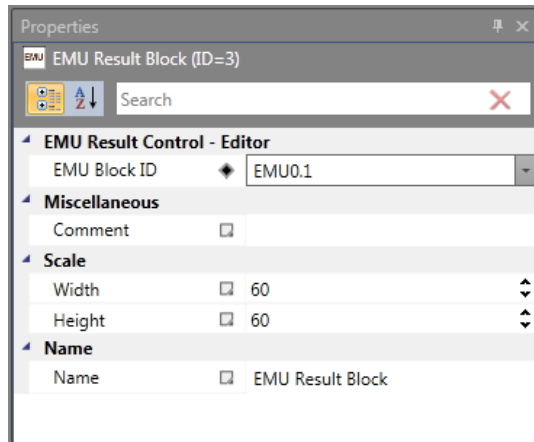 Properties
EMU EMU Result Block (ID=3)
A Z Search
EMU Result Control - Editor
EMU Block ID EMU0.1
Miscellaneous
Comment
Scale
Width 60
Height 60
Name
Name EMU Result Block